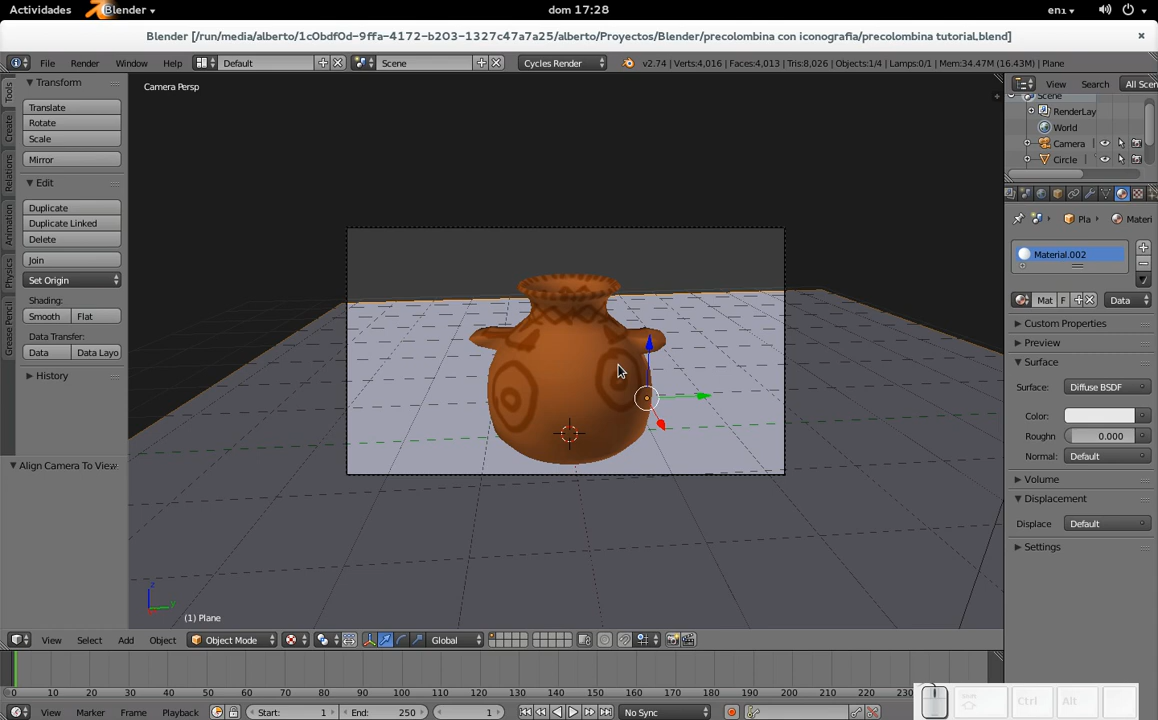 Actividades Blender dom 17:28 en1
Blender [/run/media/alberto/1c0bdf0d-9ffa-4172-b203-1327c47a7a25/alberto/Proyectos/Blender/precolombina con iconografia/precolombina tutorial.blend]
File Render Window Help Default Scene Cycles Render v2.74 | Verts:4,016 | Faces:4,013 | Tris:8,026 | Objects:1/4 | Lamps:0/1 | Mem:34.47M (16.43M) | Plane
Transform
Camera Persp
View Search All Scen
Scene
Tools
Translate
RenderLay
Rotate
World
Create
Scale
Camera
Mirror
Circle
Relations
Edit
Duplicate
Pla Materi
Duplicate Linked
Animation
Delete
Material.002
Join
Physics
Set Origin
Mat F Data
Shaling:
Smooth Flat
Grease Pencil
Custom Properties
Data Transfer:
Preview
Data Data Layo
Surface
History
Surface: Diffuse BSDF
Color:
Roughn 0.000
Normal: Default
Align Camera To View
Volume
Displacement
Displace Default
Settings
z
y
(1) Plane
View Select Add Object Object Mode Global
0 10 20 30 40 50 60 70 80 90 100 110 120 130 140 150 160 170 180 190 200 210 220 230
View Marker Frame Playback Start: 1 End: 250 1 No Sync
Ctrl Alt